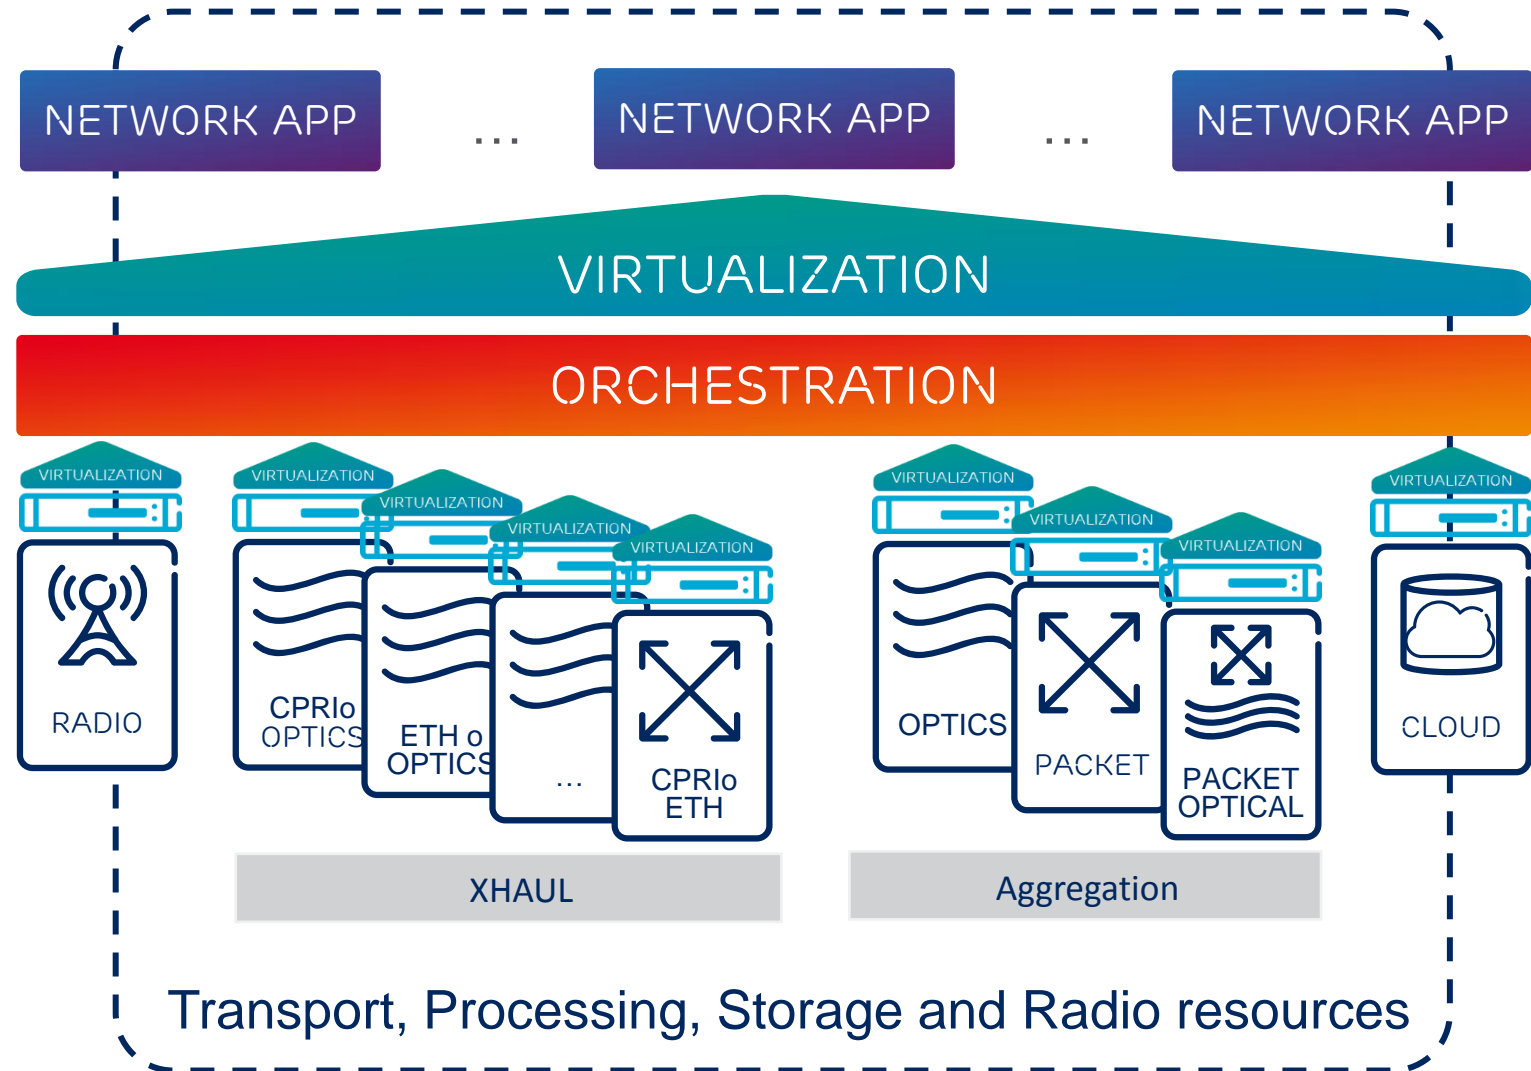 NETWORK APP
...
NETWORK APP
...
NETWORK APP
VIRTUALIZATION
ORCHESTRATION
VIRTUALIZATION
RADIO
VIRTUALIZATION
CPRIo
OPTICS
VIRTUALIZATION
ETH o
OPTICS
VIRTUALIZATION
...
VIRTUALIZATION
CPRIo
ETH
XHAUL
VIRTUALIZATION
OPTICS
VIRTUALIZATION
PACKET
VIRTUALIZATION
PACKET
OPTICAL
Aggregation
VIRTUALIZATION
CLOUD
Transport, Processing, Storage and Radio resources